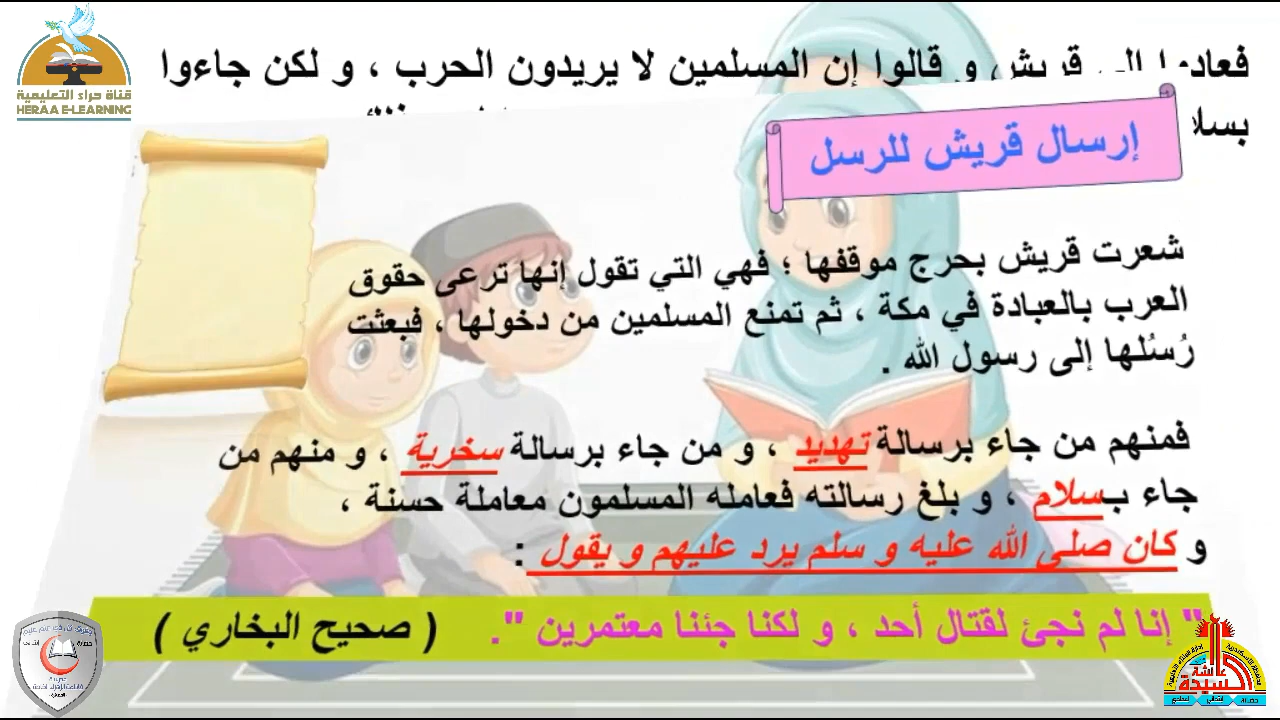 فعادوا إلى قريش و قالوا إن المسلمين لا يريدون الحرب ، و لكن جاءوا
بسلا
قناة حراء التعليمية
HERAA E-LEARNING
إرسال قريش للرسل
شعرت قريش بحرج موقفها ؛ فهي التي تقول إنها ترعى حقوق
العرب بالعبادة في مكة ، ثم تمنع المسلمين من دخولها ، فبعثت
رُسُلها إلى رسول الله .
فمنهم من جاء برسالة تهديد ، و من جاء برسالة سخرية ، و منهم من
جاء بسلام ، و بلغ رسالته فعامله المسلمون معاملة حسنة ،
و كان صلى الله عليه و سلم يرد عليهم و يقول :
" إنا لم نجئ لقتال أحد ، و لكنا جئنا معتمرين ". ( صحيح البخاري )
السيدة عائشة